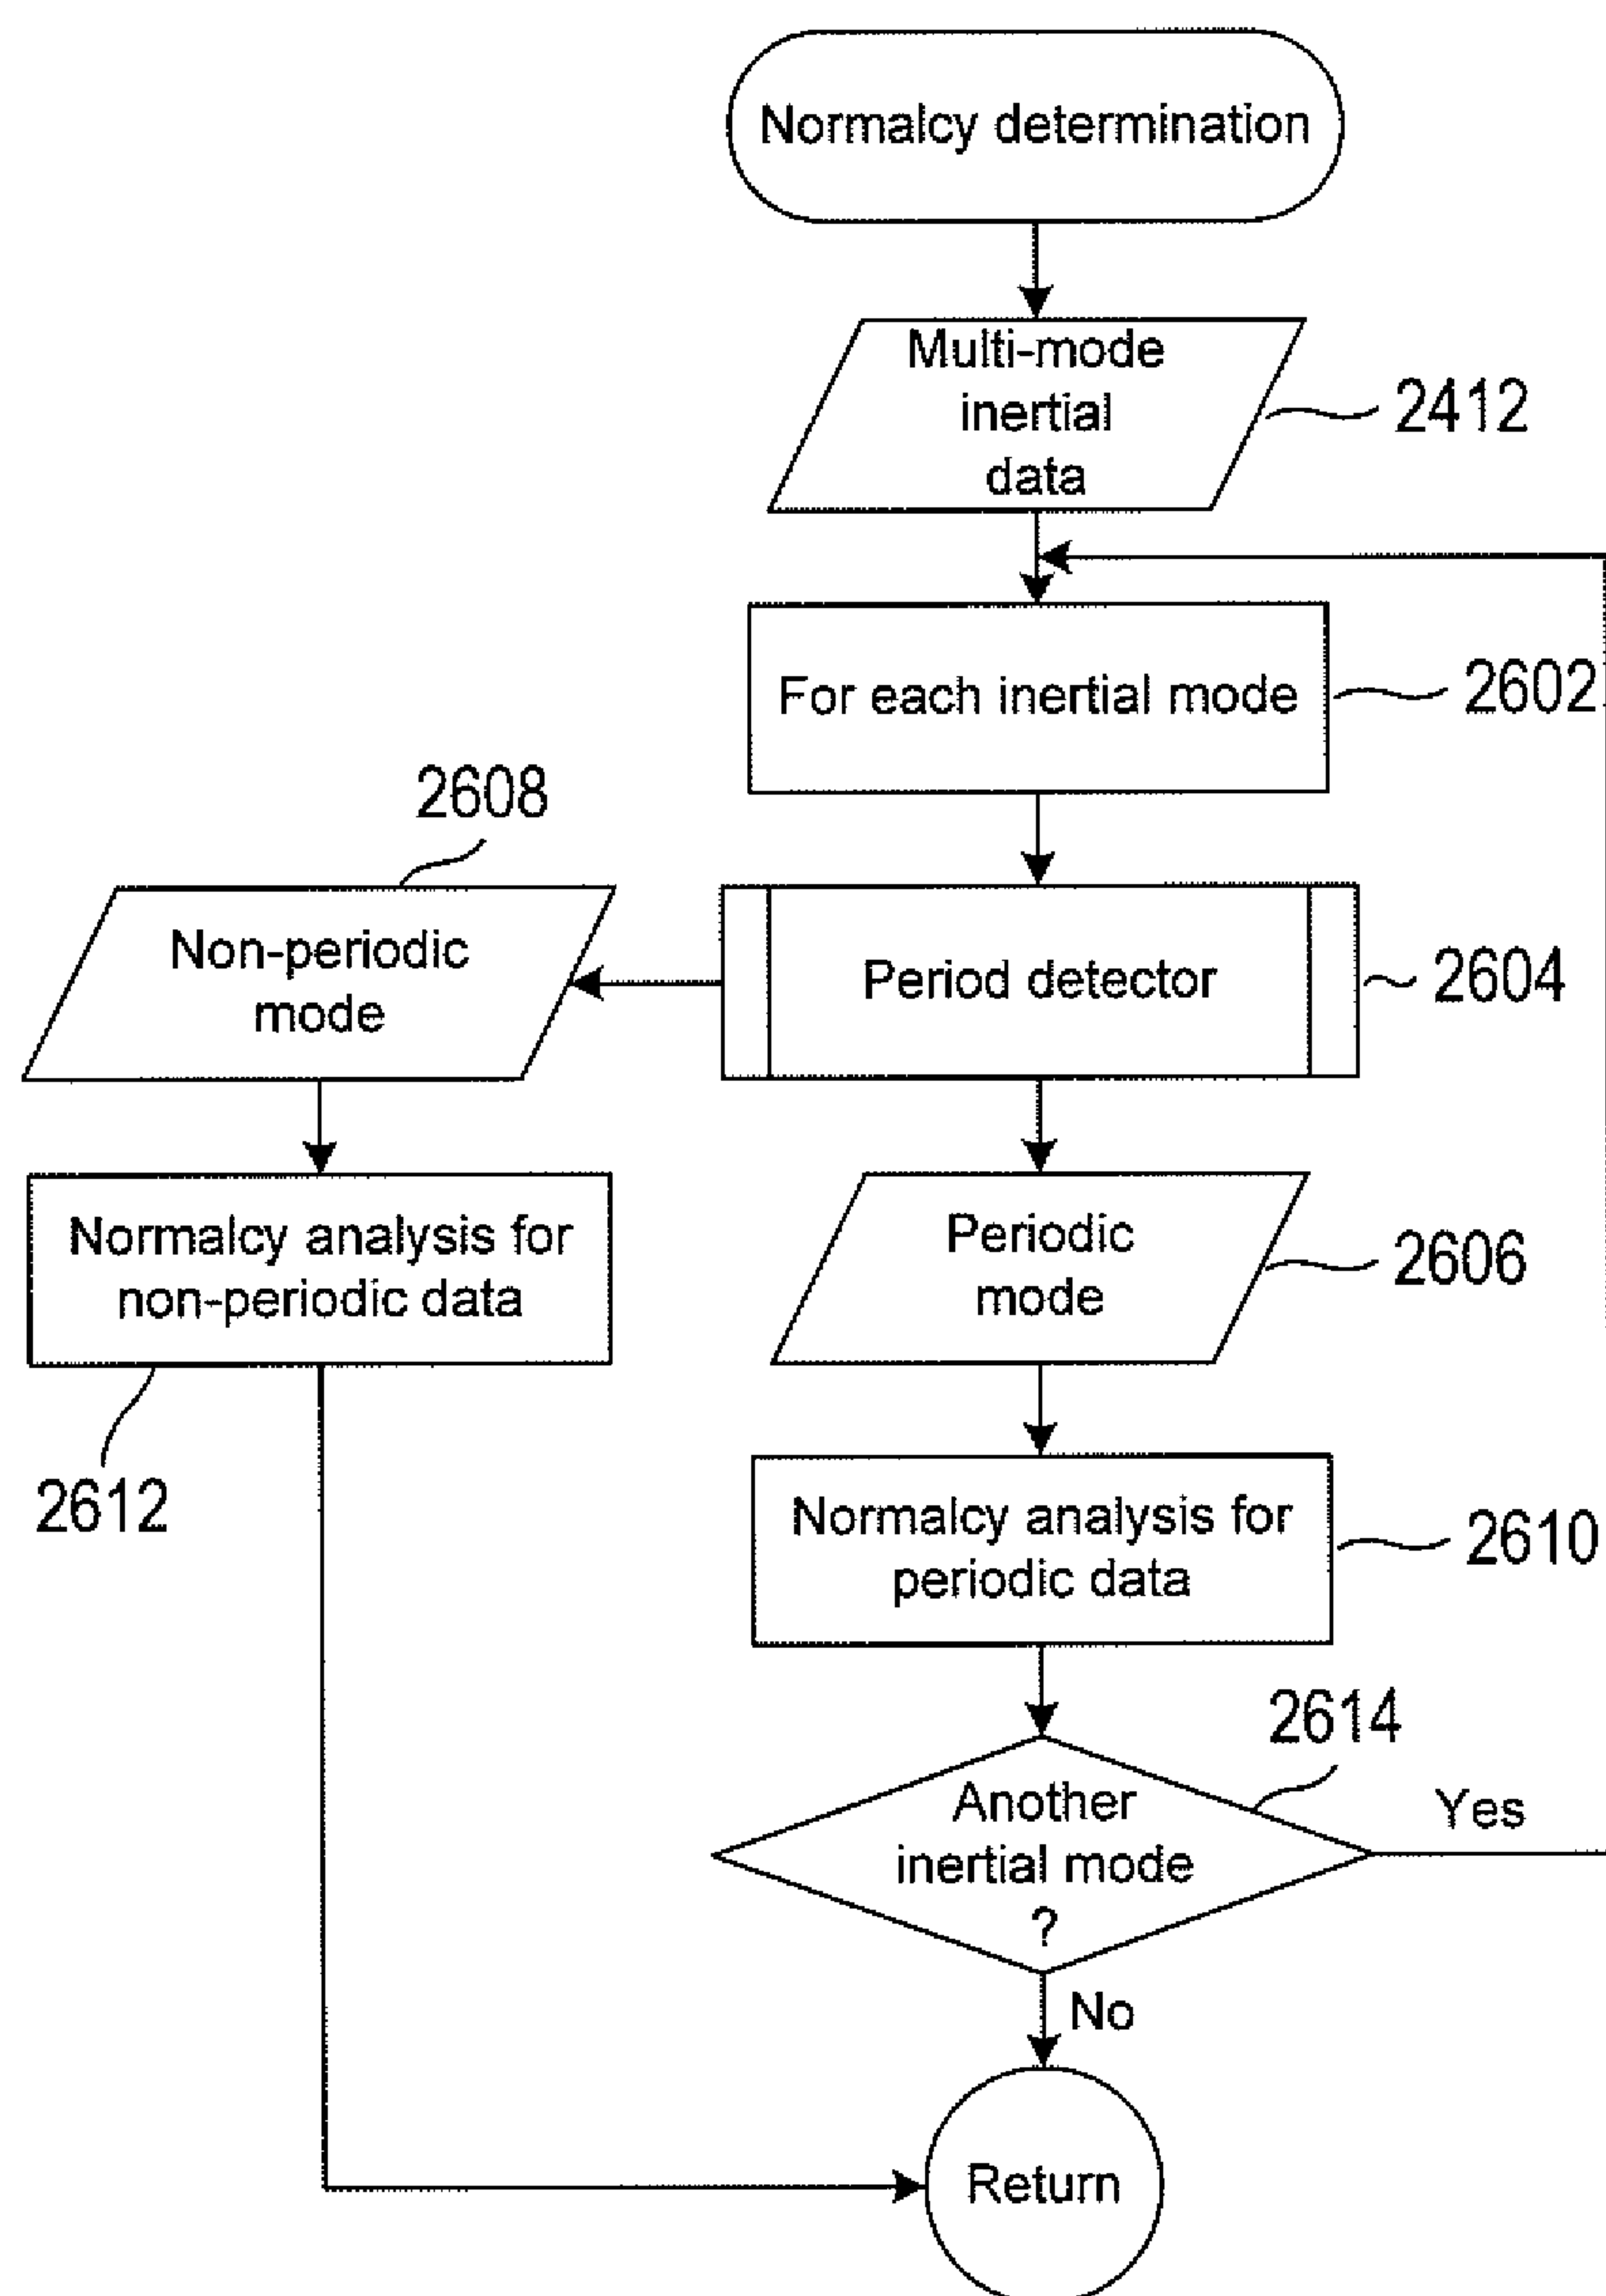 Normalcy determination
Multi-mode
inertial
data
2412
For each inertial mode
2602
2608
Non-periodic
mode
Period detector
2604
Normalcy analysis for
non-periodic data
Periodic
mode
2606
2612
Normalcy analysis for
periodic data
2610
2614
Another
inertial mode
?
Yes
No
Return